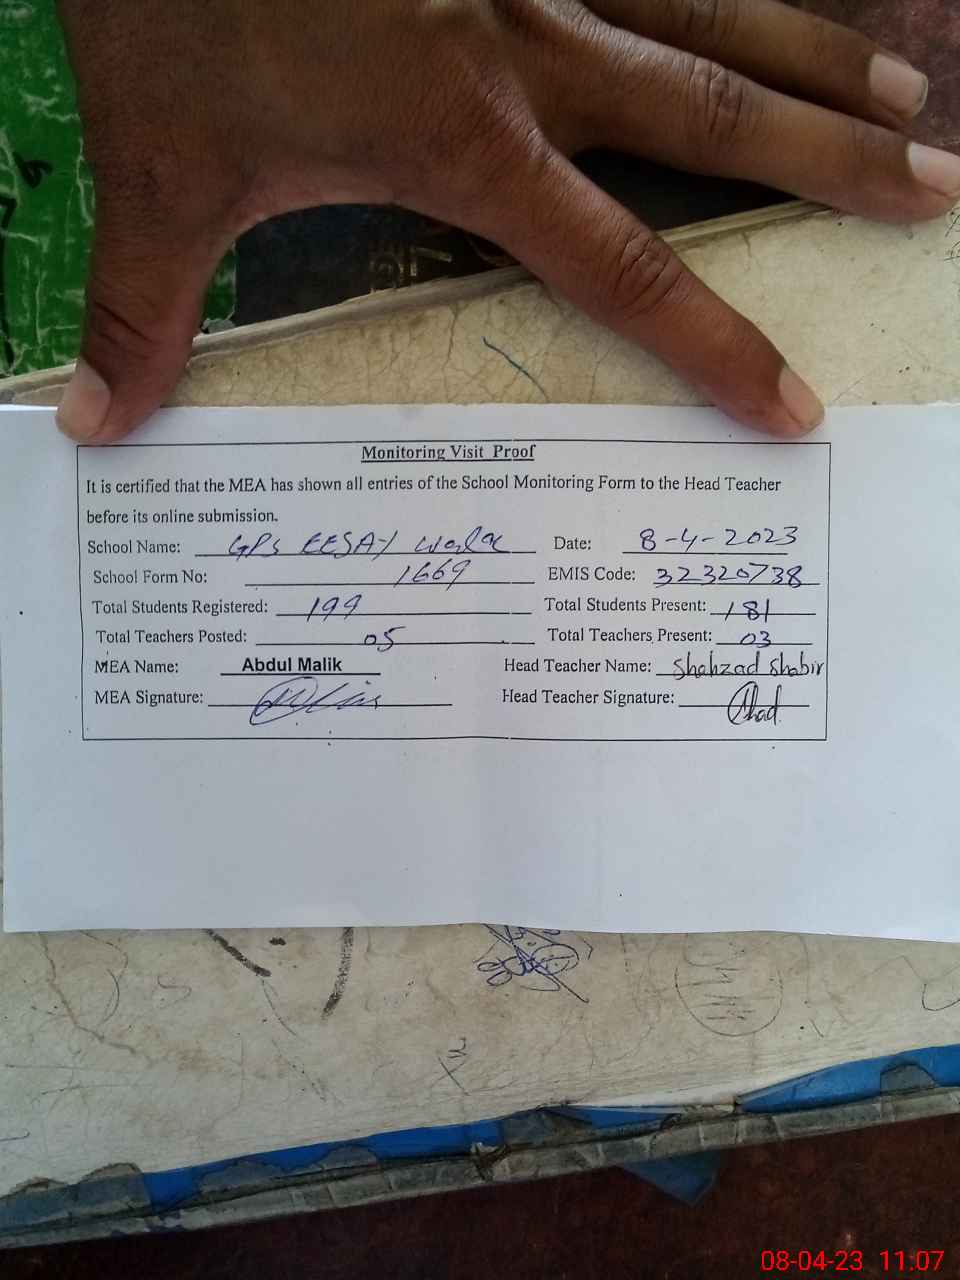 Monitoring Visit Proof
It is certified that the MEA has shown all entries of the School Monitoring Form to the Head Teacher
before its online submission.
School Name: GPS EESAY wala Date: 8-4-2023
School Form No: 1669 EMIS Code: 32320738
Total Students Registered: 199 Total Students Present: 181
Total Teachers Posted: 05 Total Teachers Present: 03
MEA Name: Abdul Malik Head Teacher Name: Shahzad Shabir
MEA Signature: Head Teacher Signature:
08-04-23 11:07